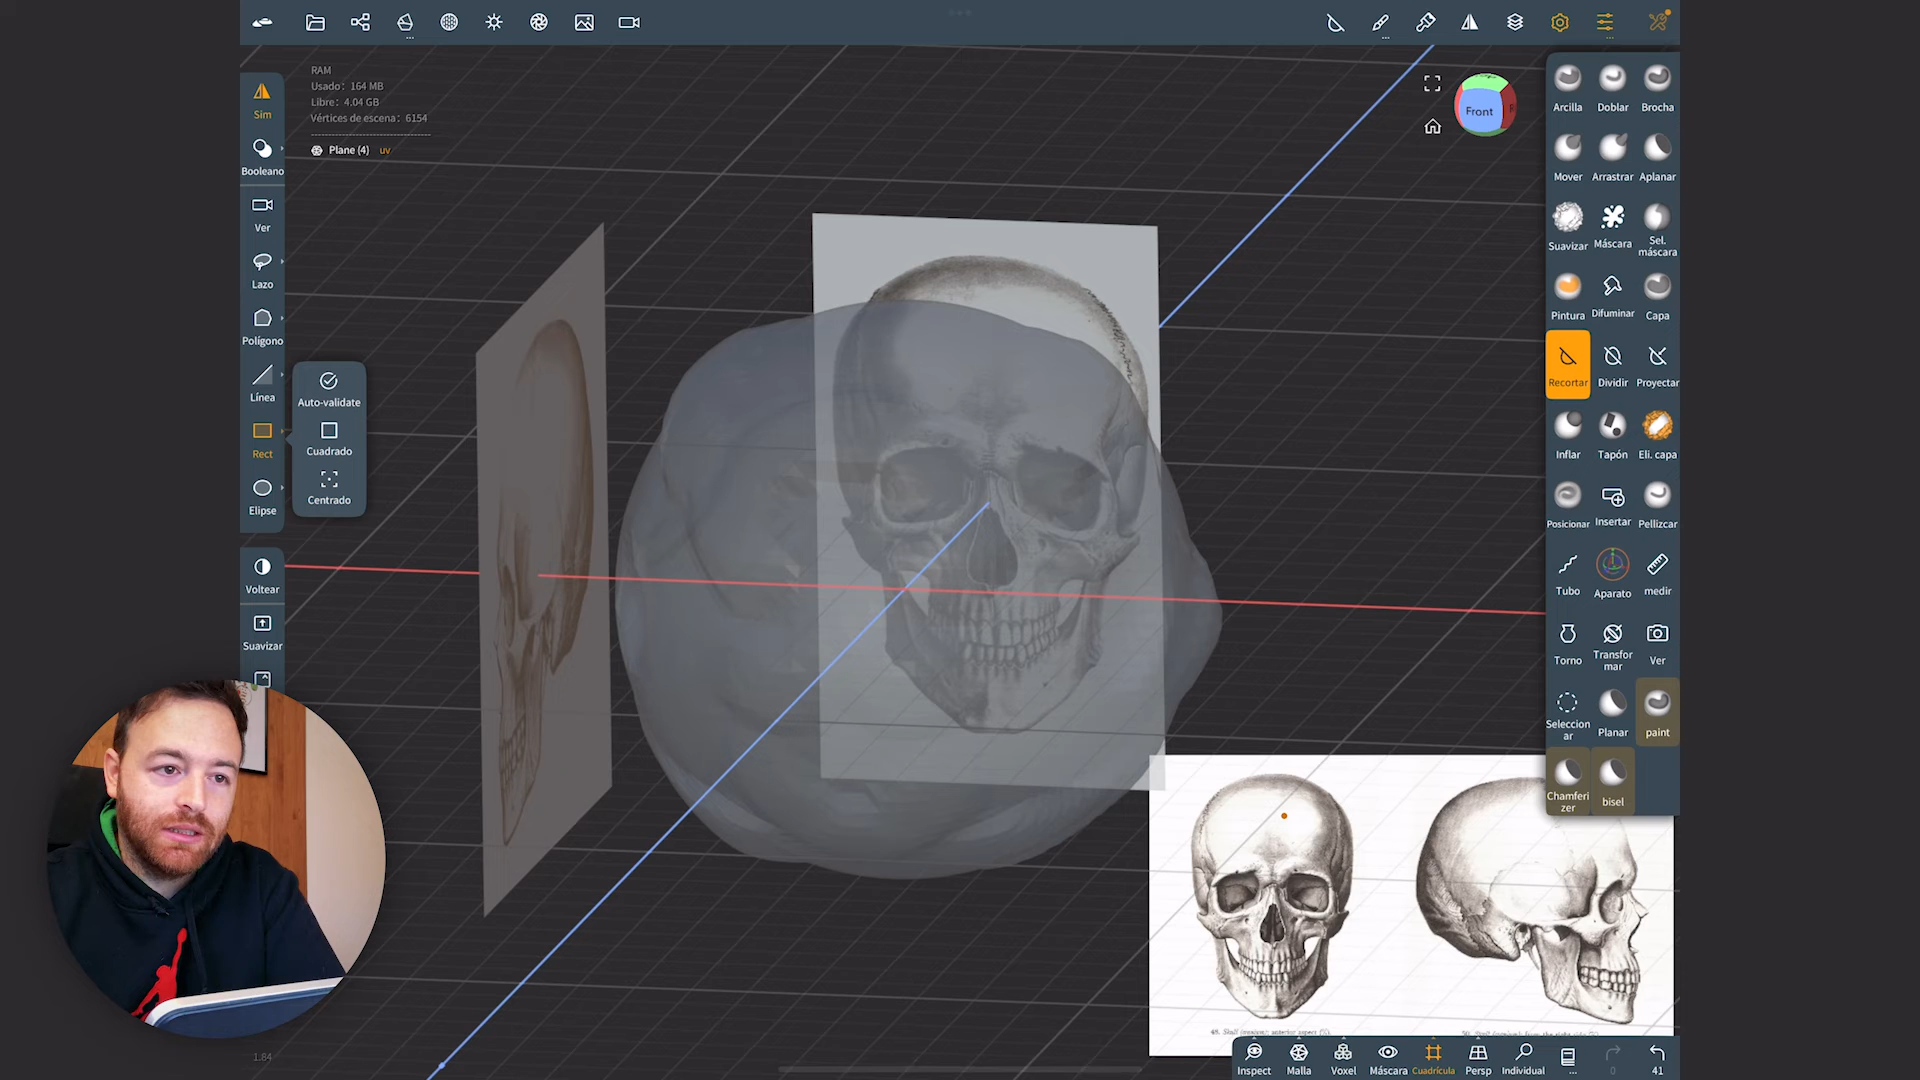 RAM
Usado: 164 MB
Libre: 4.04 GB
Vértices de escena: 6154
Plane (4) uv
Sim
Booleano
Ver
Lazo
Polígono
Línea
Rect
Elipse
Auto-validate
Cuadrado
Centrado
Voltear
Suavizar
1.84
Front
Arcilla Doblar Brocha
Mover Arrastrar Aplanar
Suavizar Máscara Sel. máscara
Pintura Difuminar Capa
Recortar Dividir Proyectar
Inflar Tapón Eli. capa
Posicionar Insertar Pellizcar
Tubo Aparato medir
Torno Transformar Ver
Seleccionar Planar paint
Chamferizer bisel
Inspect Malla Voxel Máscara Cuadrícula Persp Individual ... 0 41